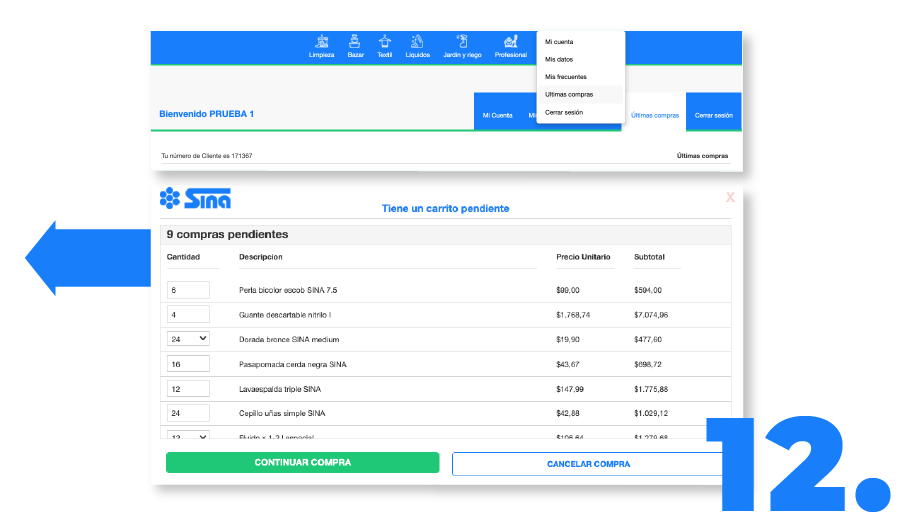 Limpieza Bazar Textil Líquidos Jardín y riego Profesional
Mi cuenta
Mis datos
Mis frecuentes
Ultimas compras
Cerrar sesión
Bienvenido PRUEBA 1
Mi Cuenta Últimas compras Cerrar sesión
Tu número de Cliente es 171367 Últimas compras
Sina
Tiene un carrito pendiente X
9 compras pendientes
Cantidad Descripcion Precio Unitario Subtotal
6 Perla bicolor escob SINA 7.5 $99,00 $594,00
4 Guante descartable nitrilo l $1.768,74 $7.074,96
24 Dorada bronce SINA medium $19,90 $477,60
16 Pasapomada cerda negra SINA $43,67 $698,72
12 Lavaespalda triple SINA $147,99 $1.775,88
24 Cepillo uñas simple SINA $42,88 $1.029,12
12 Fluido x 1-2 l especial $106,64 $1.279,68
CONTINUAR COMPRA CANCELAR COMPRA
12.